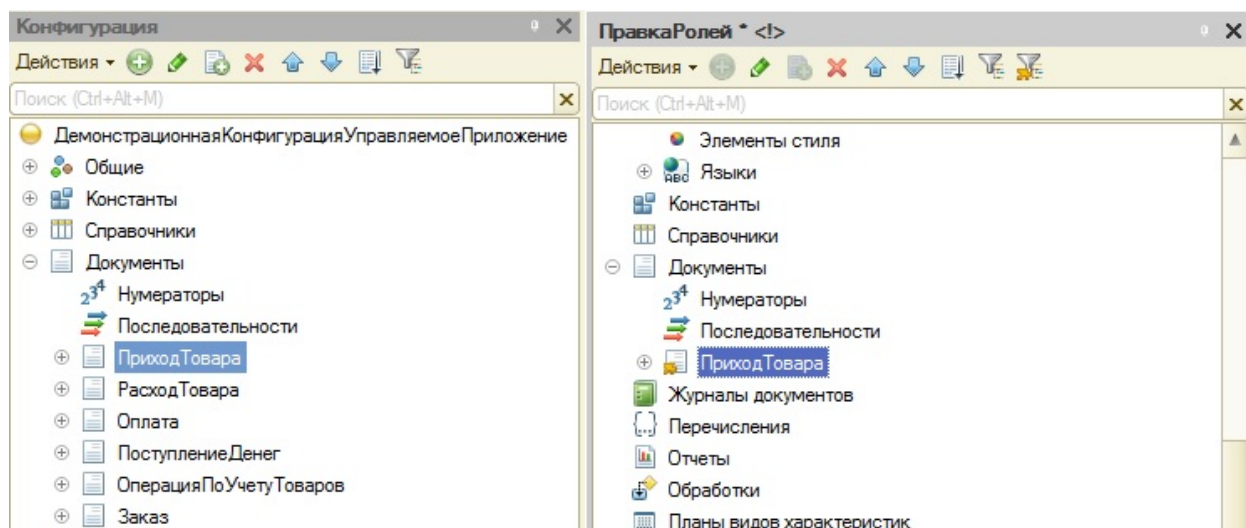 Конфигурация
Действия
Поиск (Ctrl+Alt+M)
ДемонстрационнаяКонфигурацияУправляемоеПриложение
Общие
Константы
Справочники
Документы
Нумераторы
Последовательности
ПриходТовара
РасходТовара
Оплата
ПоступлениеДенег
ОперацияПоУчетуТоваров
Заказ
ПравкаРолей * <!>
Действия
Поиск (Ctrl+Alt+M)
Элементы стиля
Языки
Константы
Справочники
Документы
Нумераторы
Последовательности
ПриходТовара
Журналы документов
Перечисления
Отчеты
Обработки
Планы видов характеристик